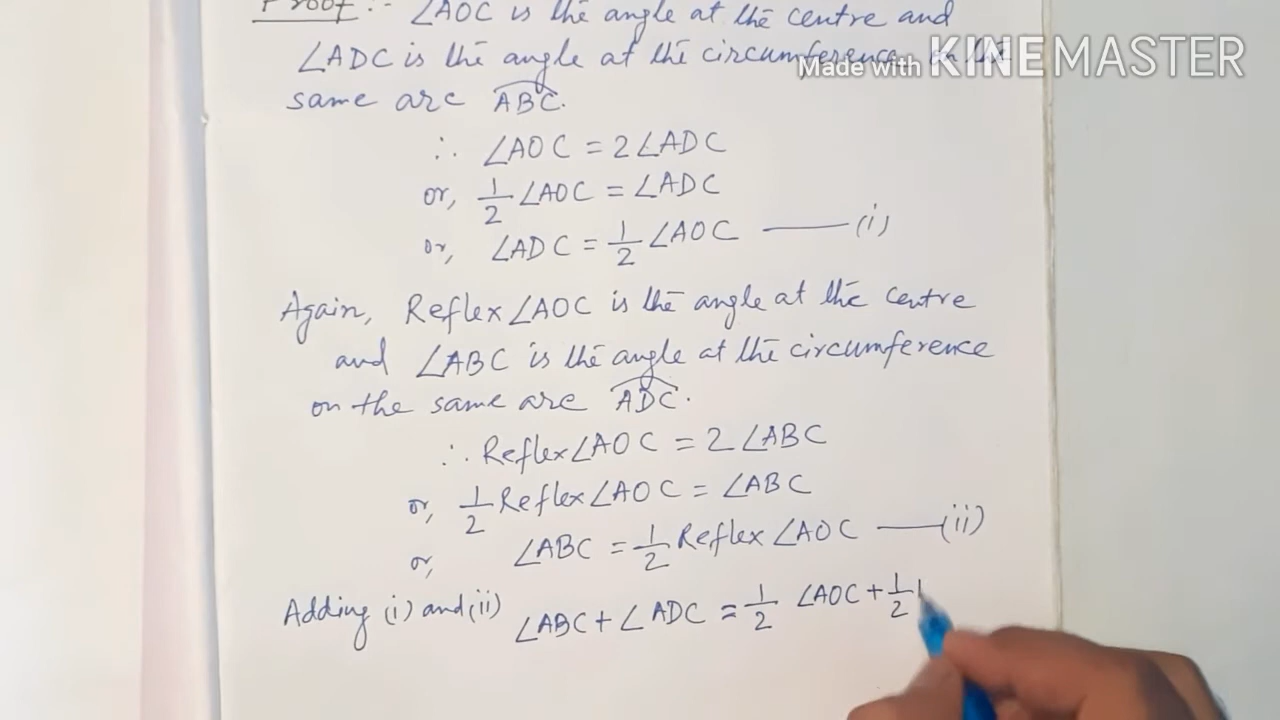 Proof :- ∠AOC is the angle at the centre and
∠ADC is the angle at the circumference on the
Made with KINEMASTER
same arc ABC.
∴ ∠AOC = 2∠ADC
or, 1/2 ∠AOC = ∠ADC
or, ∠ADC = 1/2 ∠AOC —— (i)
Again, Reflex ∠AOC is the angle at the centre
and ∠ABC is the angle at the circumference
on the same arc ADC.
∴ Reflex ∠AOC = 2 ∠ABC
or, 1/2 Reflex ∠AOC = ∠ABC
or, ∠ABC = 1/2 Reflex ∠AOC —— (ii)
Adding (i) and (ii) ∠ABC + ∠ADC = 1/2 ∠AOC + 1/2